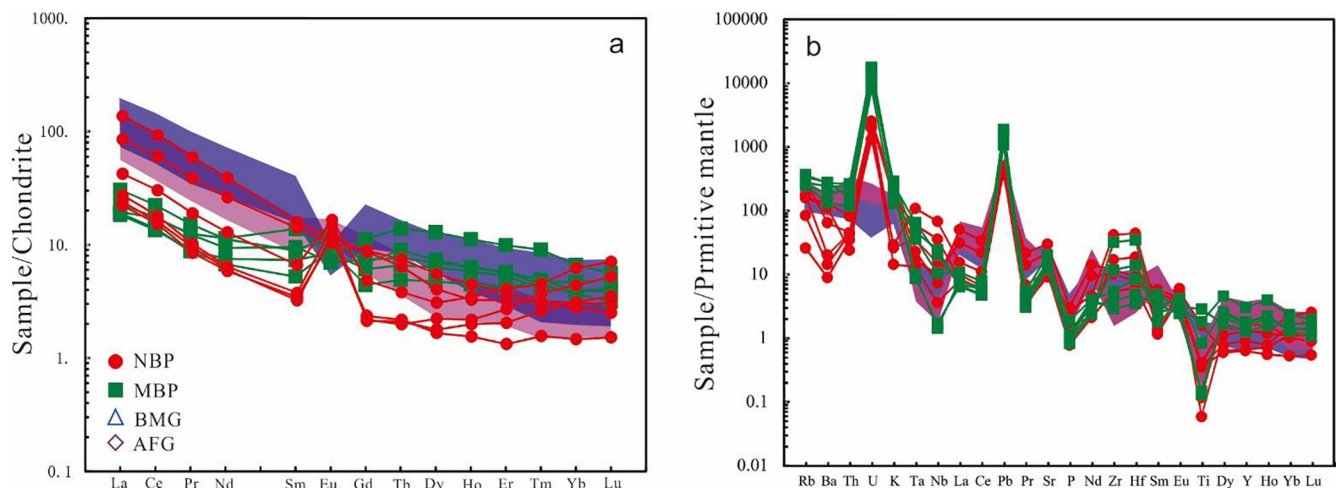 Sample/Chondrite
1000.
100.
10.
1.
0.1
a
NBP
MBP
BMG
AFG
La Ce Pr Nd Sm Eu Gd Th Dy Ho Er Tm Yb Lu
Sample/Prmitive mantle
100000
10000
1000
100
10
1
0.1
0.01
b
Rb Ba Th U K Ta Nb La Ce Pb Pr Sr P Nd Zr Hf Sm Eu Ti Dy Y Ho Yb Lu